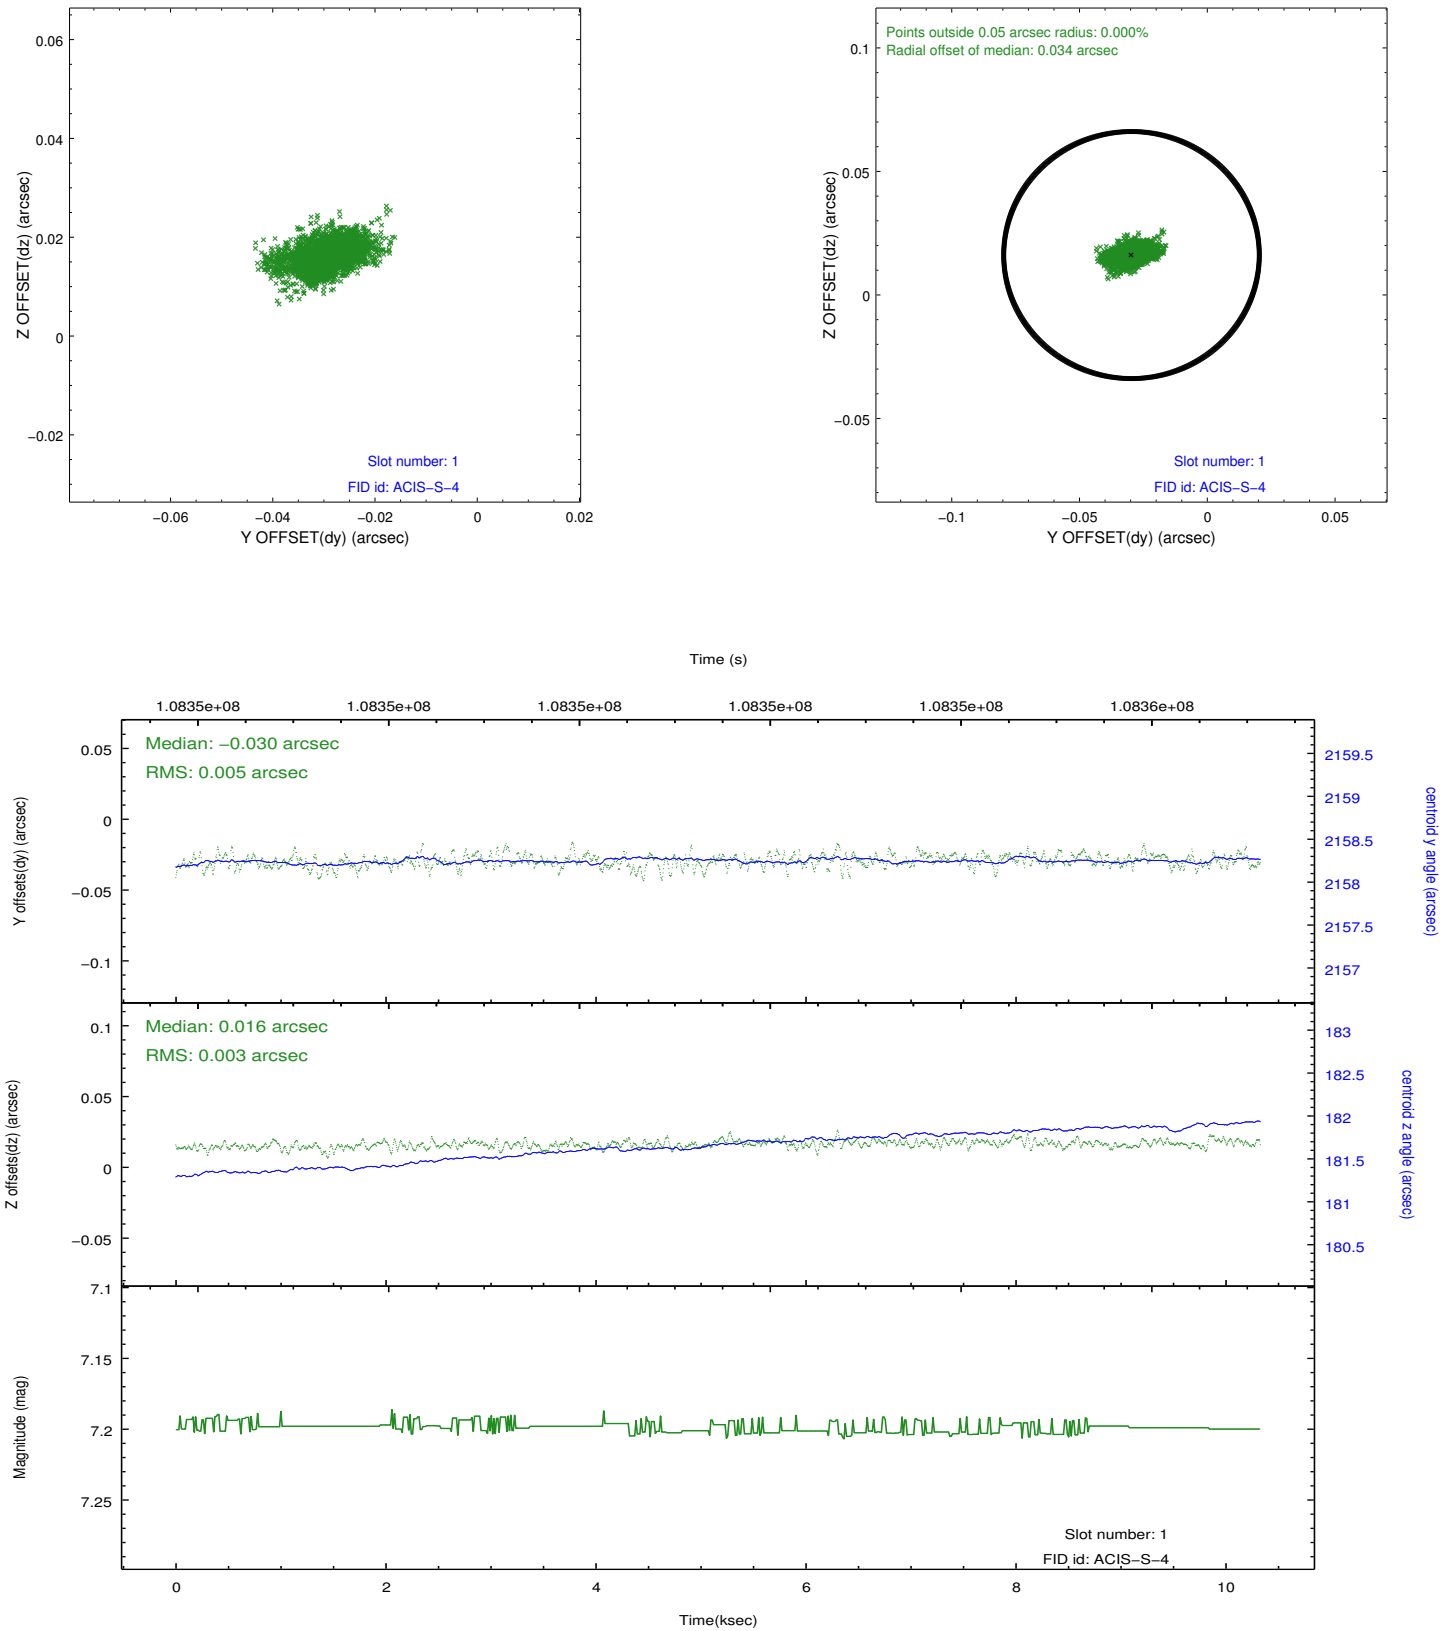 0.06
0.04
0.02
0
−0.02
Z OFFSET(dz) (arcsec)
Slot number: 1
FID id: ACIS−S−4
−0.06 −0.04 −0.02 0 0.02
Y OFFSET(dy) (arcsec)
Points outside 0.05 arcsec radius: 0.000%
Radial offset of median: 0.034 arcsec
0.1
0.05
0
−0.05
Z OFFSET(dz) (arcsec)
Slot number: 1
FID id: ACIS−S−4
−0.1 −0.05 0 0.05
Y OFFSET(dy) (arcsec)
Time (s)
1.0835e+08 1.0835e+08 1.0835e+08 1.0835e+08 1.0835e+08 1.0836e+08
Median: −0.030 arcsec
RMS: 0.005 arcsec
0.05
0
−0.05
−0.1
Y offsets(dy) (arcsec)
2159.5
2159
2158.5
2158
2157.5
2157
centroid y angle (arcsec)
Median: 0.016 arcsec
RMS: 0.003 arcsec
0.1
0.05
0
−0.05
Z offsets(dz) (arcsec)
183
182.5
182
181.5
181
180.5
centroid z angle (arcsec)
7.1
7.15
7.2
7.25
Magnitude (mag)
Slot number: 1
FID id: ACIS−S−4
0 2 4 6 8 10
Time(ksec)